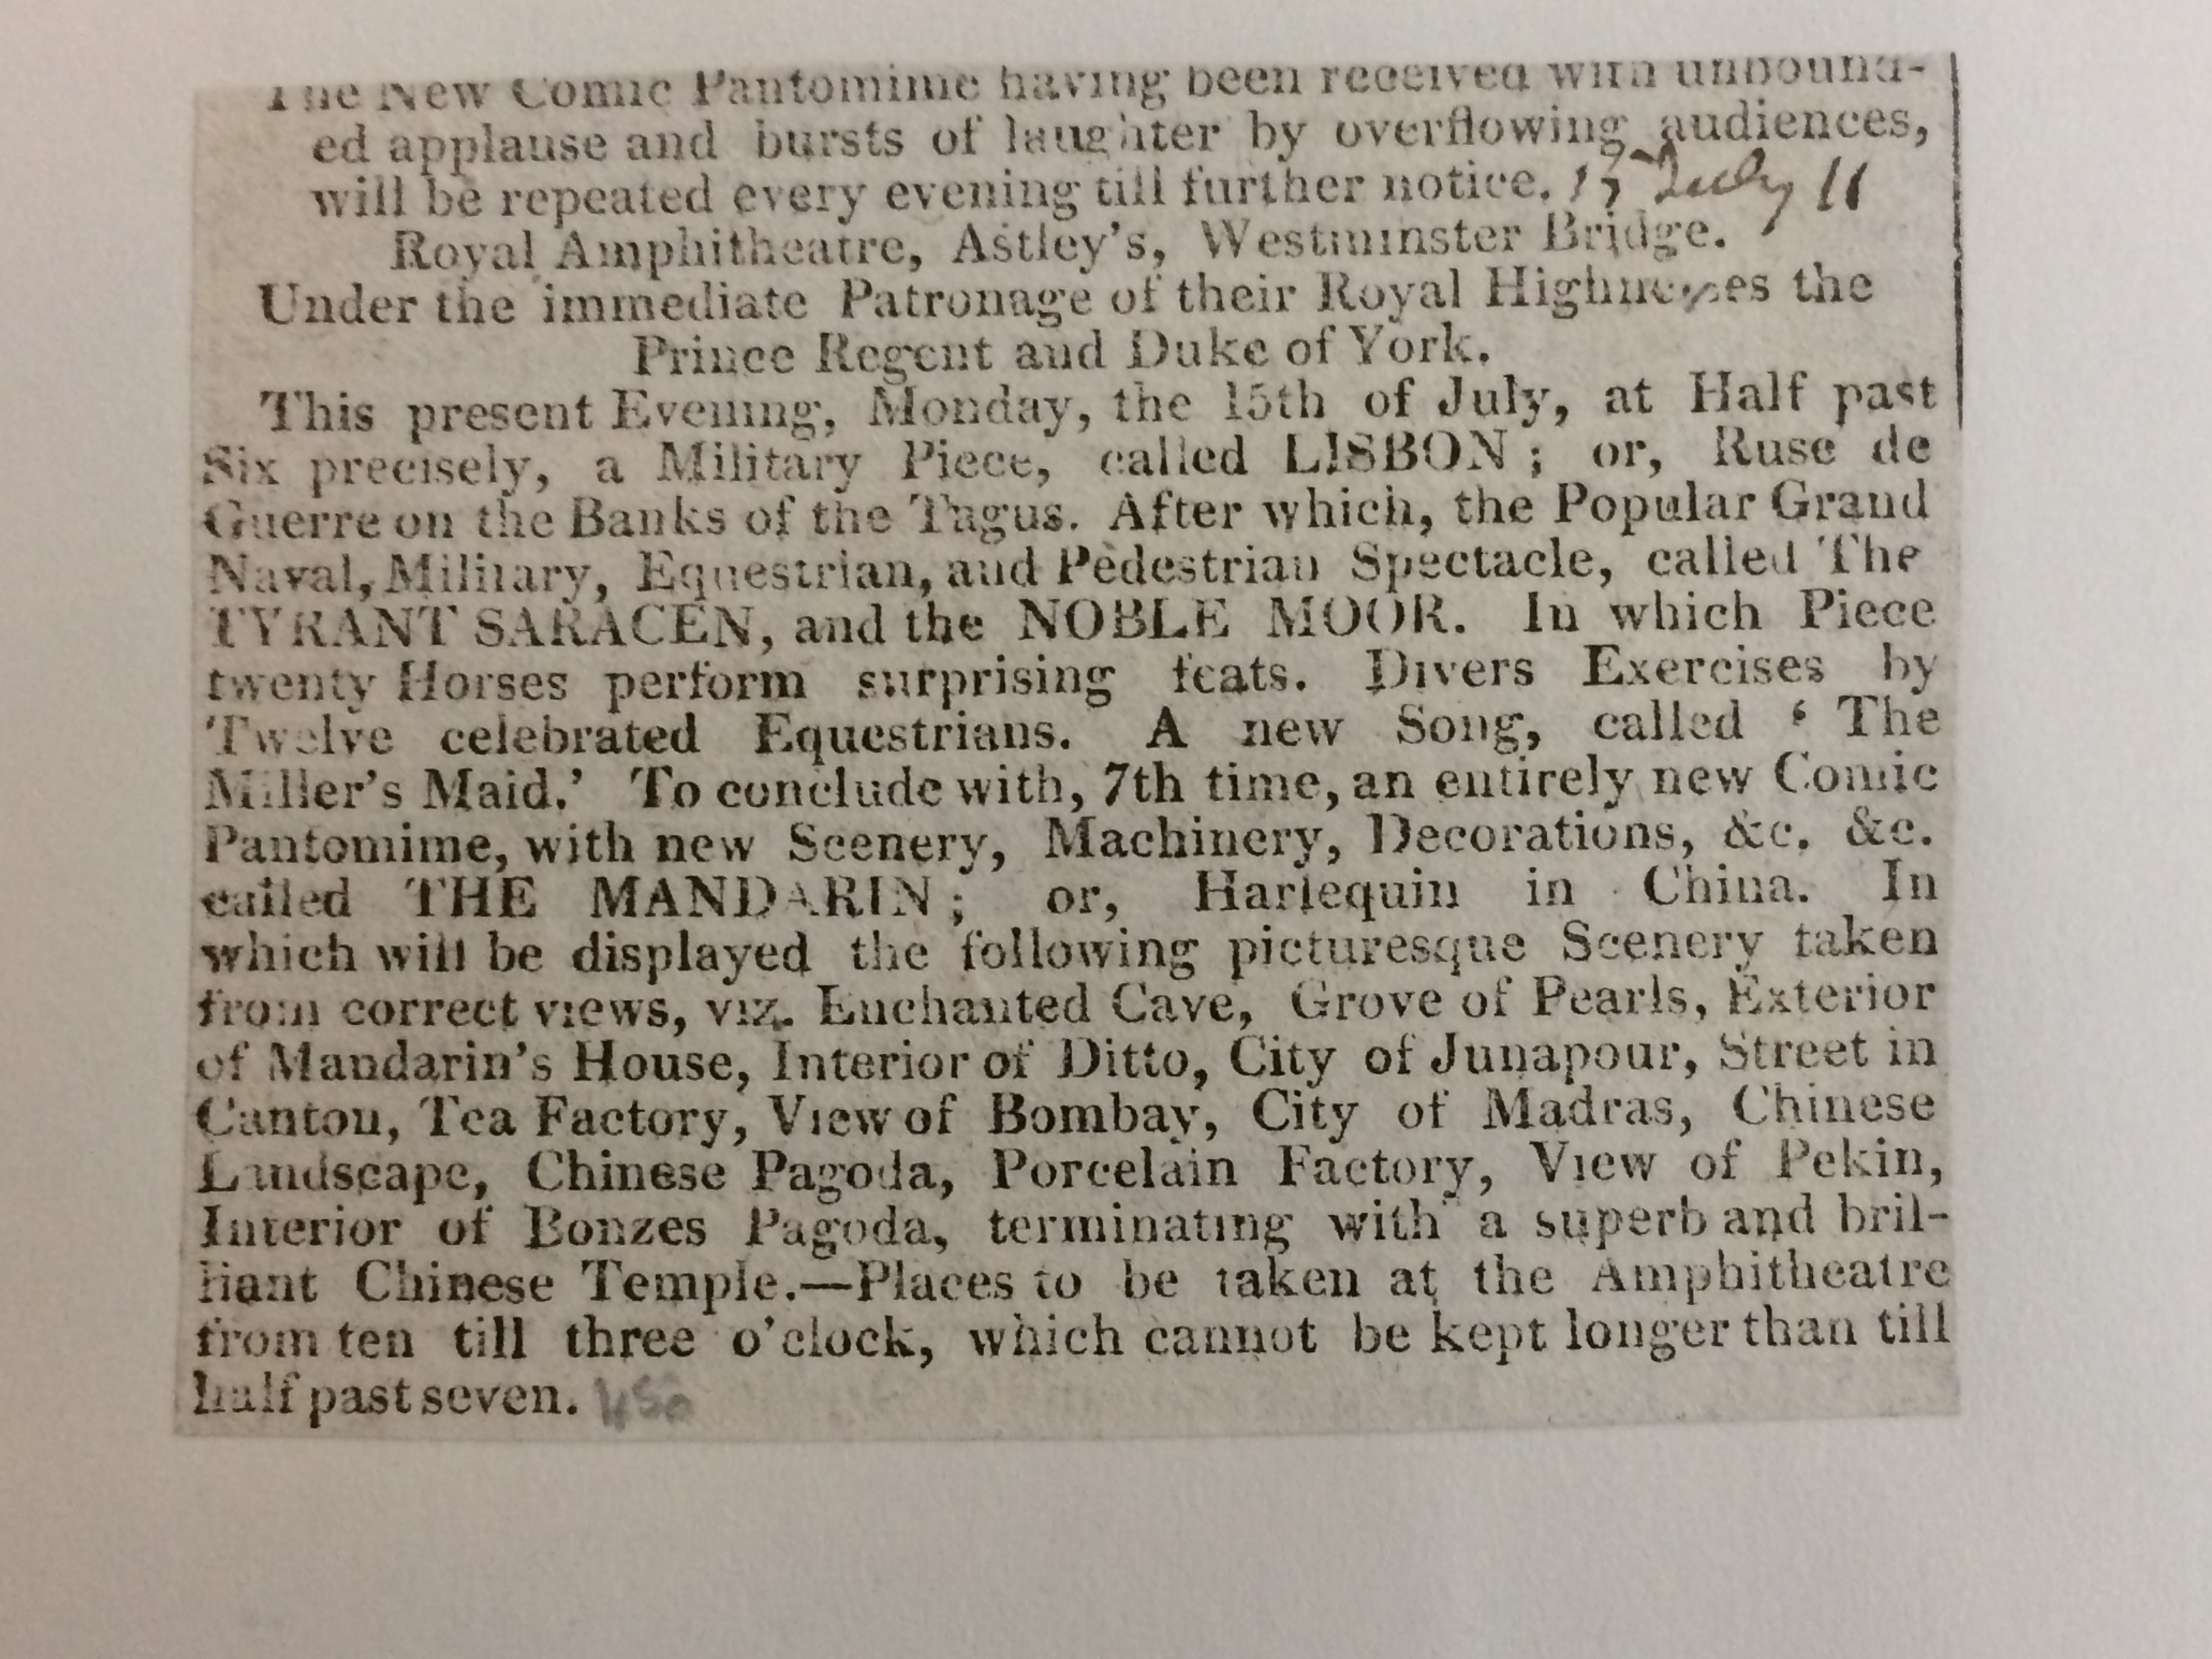 The New Comic Pantomime having been received with unbound-
ed applause and bursts of laughter by overflowing audiences,
will be repeated every evening till further notice. 15 July 11
Royal Amphitheatre, Astley's, Westminster Bridge.
Under the immediate Patronage of their Royal Highnesses the
Prince Regent and Duke of York.
This present Evening, Monday, the 15th of July, at Half past
Six precisely, a Military Piece, called LISBON; or, Ruse de
Guerre on the Banks of the Tagus. After which, the Popular Grand
Naval, Military, Equestrian, and Pedestrian Spectacle, called The
TYRANT SARACEN, and the NOBLE MOOR. In which Piece
twenty Horses perform surprising feats. Divers Exercises by
Twelve celebrated Equestrians. A new Song, called ‘ The
Miller's Maid.’ To conclude with, 7th time, an entirely new Comic
Pantomime, with new Scenery, Machinery, Decorations, &c. &c.
called THE MANDARIN; or, Harlequin in China. In
which will be displayed the following picturesque Scenery taken
from correct views, viz. Enchanted Cave, Grove of Pearls, Exterior
of Mandarin's House, Interior of Ditto, City of Junapour, Street in
Canton, Tea Factory, View of Bombay, City of Madras, Chinese
Landscape, Chinese Pagoda, Porcelain Factory, View of Pekin,
Interior of Bonzes Pagoda, terminating with a superb and bril-
liant Chinese Temple.—Places to be taken at the Amphitheatre
from ten till three o'clock, which cannot be kept longer than till
half past seven.